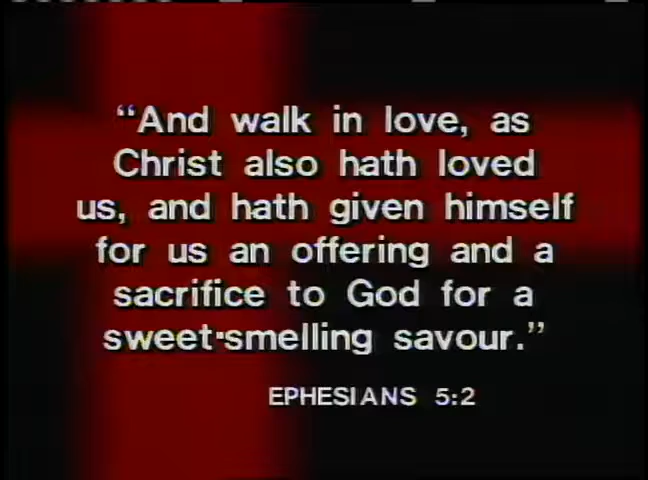 “And walk in love, as
Christ also hath loved
us, and hath given himself
for us an offering and a
sacrifice to God for a
sweet-smelling savour.”
EPHESIANS 5:2